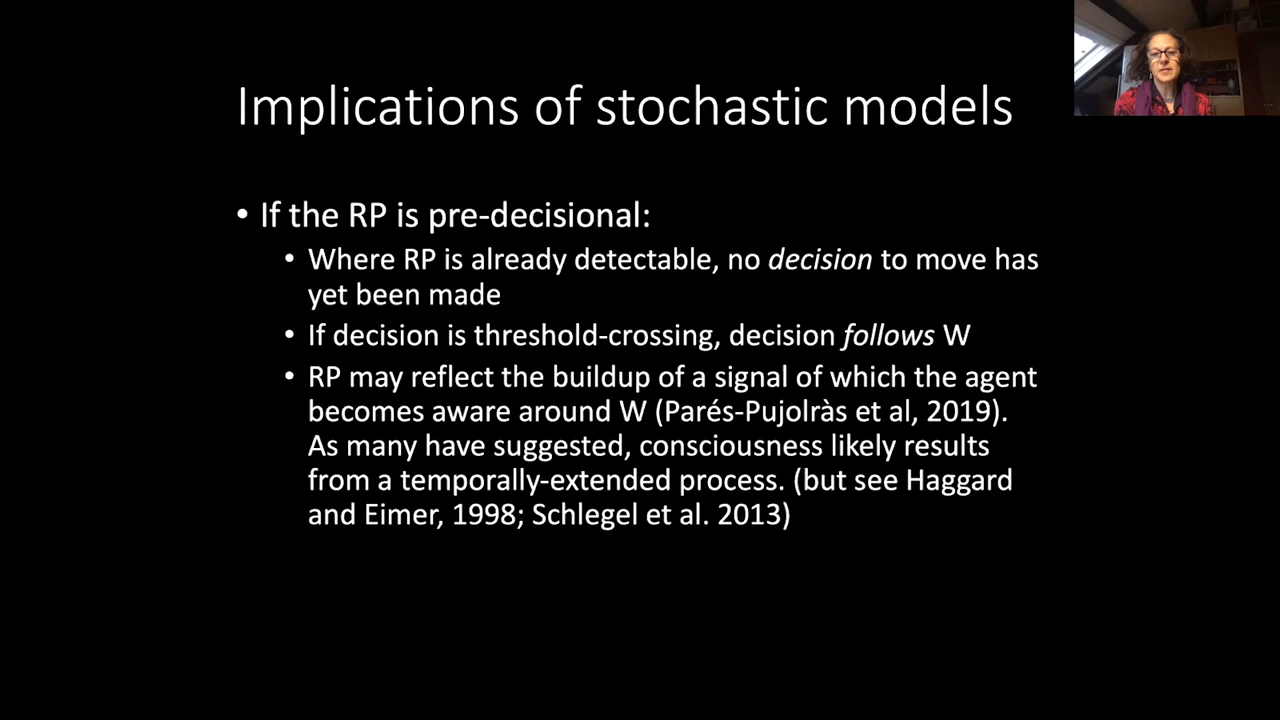 Implications of stochastic models
• If the RP is pre-decisional:
• Where RP is already detectable, no decision to move has
yet been made
• If decision is threshold-crossing, decision follows W
• RP may reflect the buildup of a signal of which the agent
becomes aware around W (Parés-Pujolràs et al, 2019).
As many have suggested, consciousness likely results
from a temporally-extended process. (but see Haggard
and Eimer, 1998; Schlegel et al. 2013)